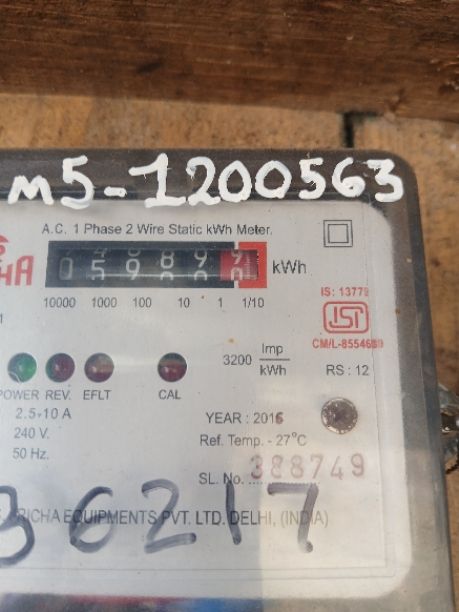 m5-1200563
A.C. 1 Phase 2 Wire Static kWh Meter.
HA
kWh
10000 1000 100 10 1 1/10
IS: 13779
ISI
CM/L-8554689
3200 Imp/kWh
RS : 12
POWER REV. EFLT CAL
2.5-10 A
240 V.
50 Hz.
YEAR : 2016
Ref. Temp. - 27°C
SL. No. 388749
RICHA EQUIPMENTS PVT. LTD. DELHI, (INDIA)
36217